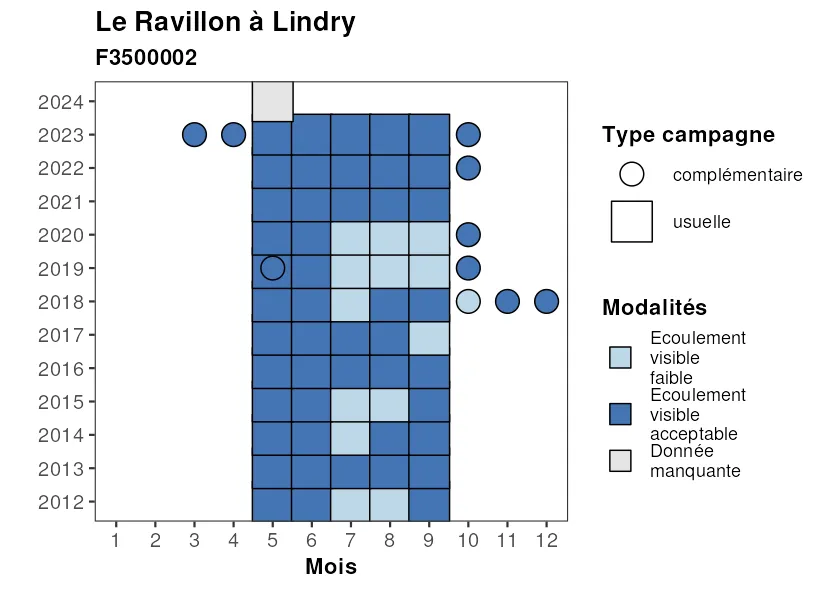 Le Ravillon à Lindry
F3500002
2024
2023
2022
2021
2020
2019
2018
2017
2016
2015
2014
2013
2012
1 2 3 4 5 6 7 8 9 10 11 12
Mois
Type campagne
complémentaire
usuelle
Modalités
Ecoulement
visible
faible
Ecoulement
visible
acceptable
Donnée
manquante